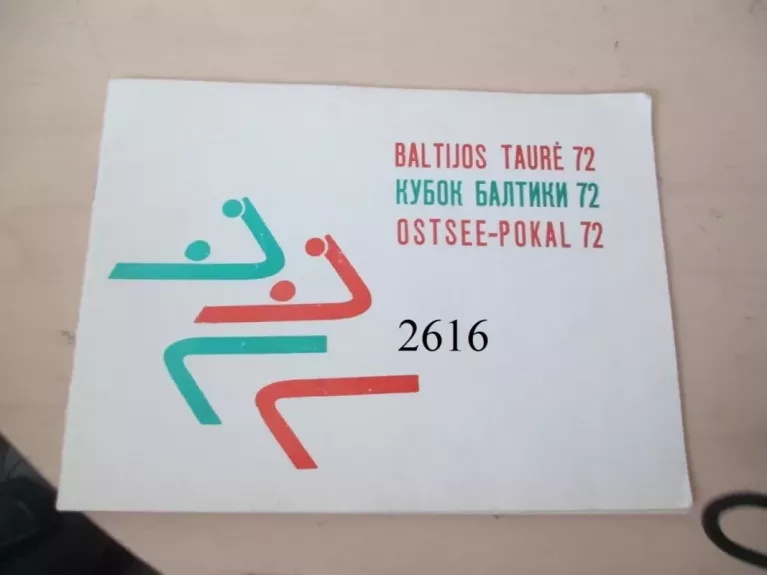 BALTIJOS TAURĖ 72
КУБОК БАЛТИКИ 72
OSTSEE-POKAL 72
2616